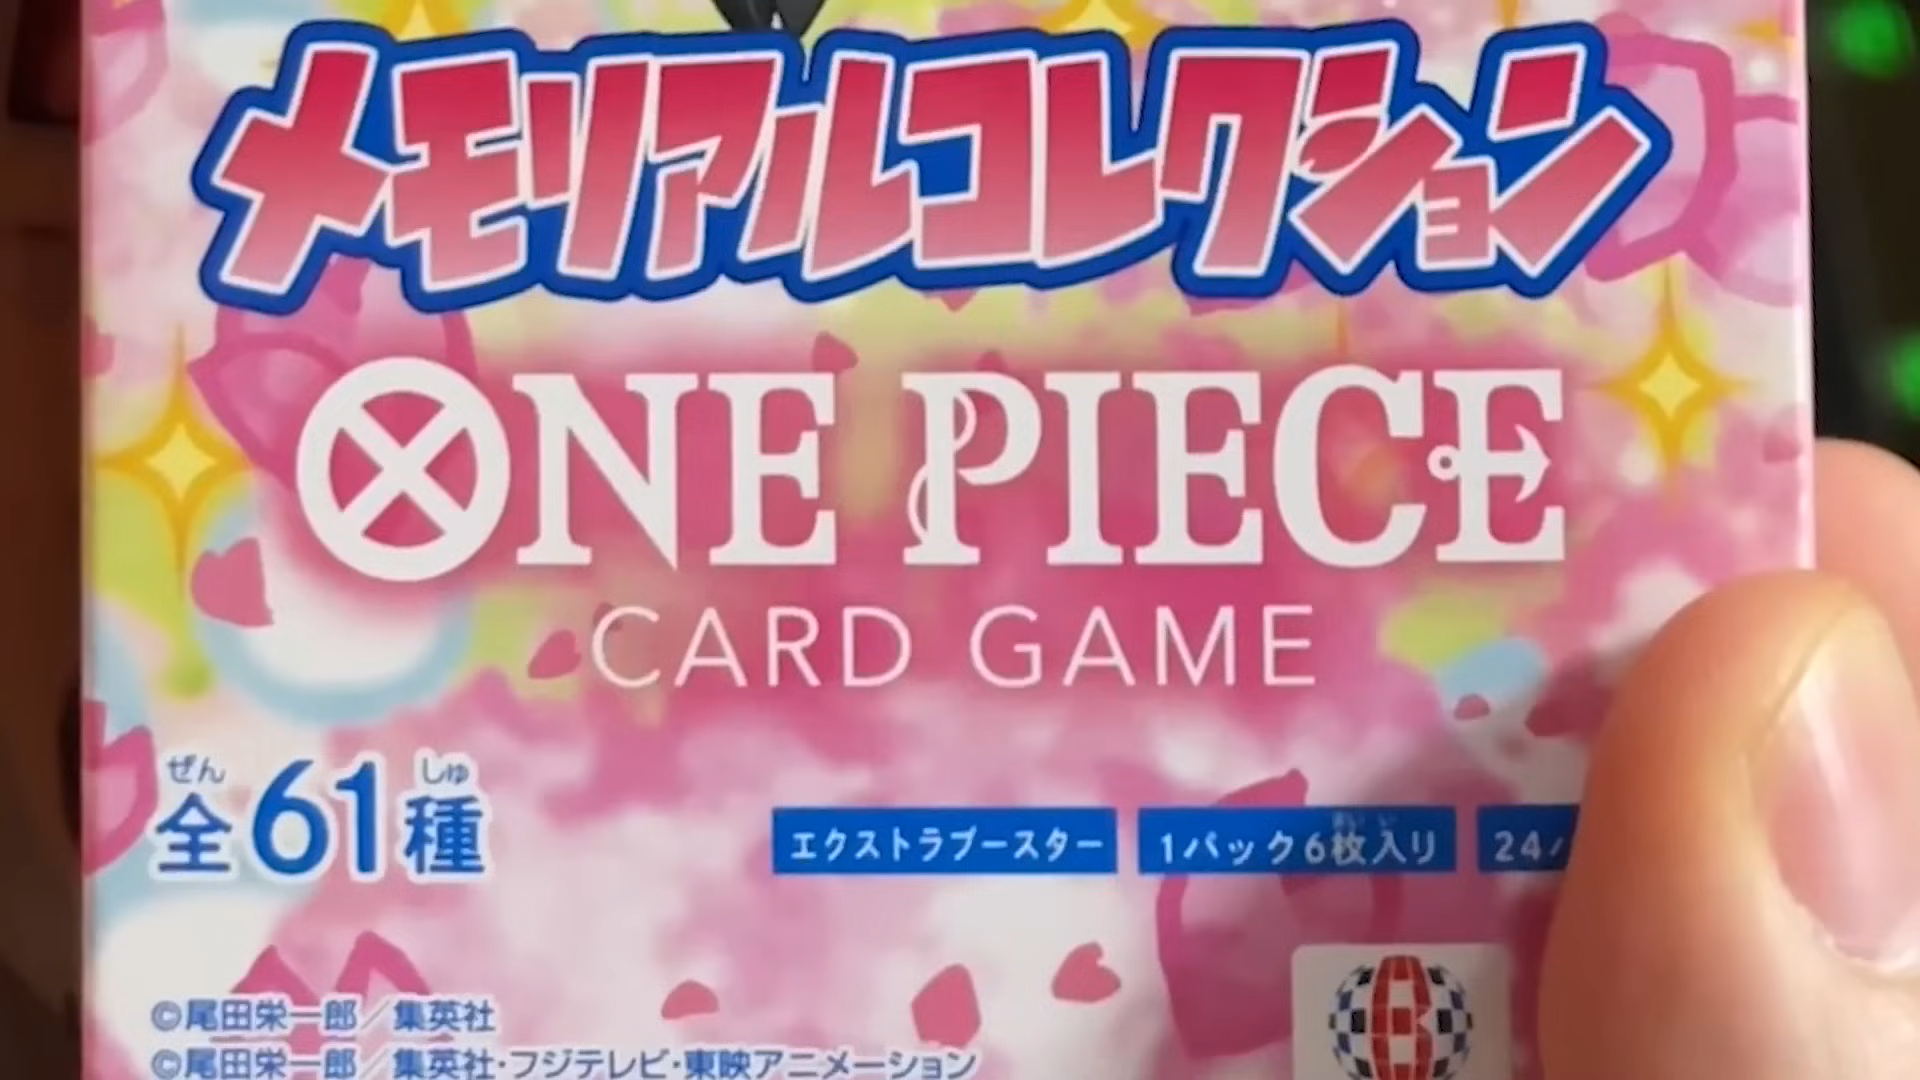 メモリアルコレクション
ONE PIECE
CARD GAME
ぜん しゅ
全61種
エクストラブースター 1パック6枚入り 24
©尾田栄一郎／集英社
©尾田栄一郎／集英社・フジテレビ・東映アニメーション